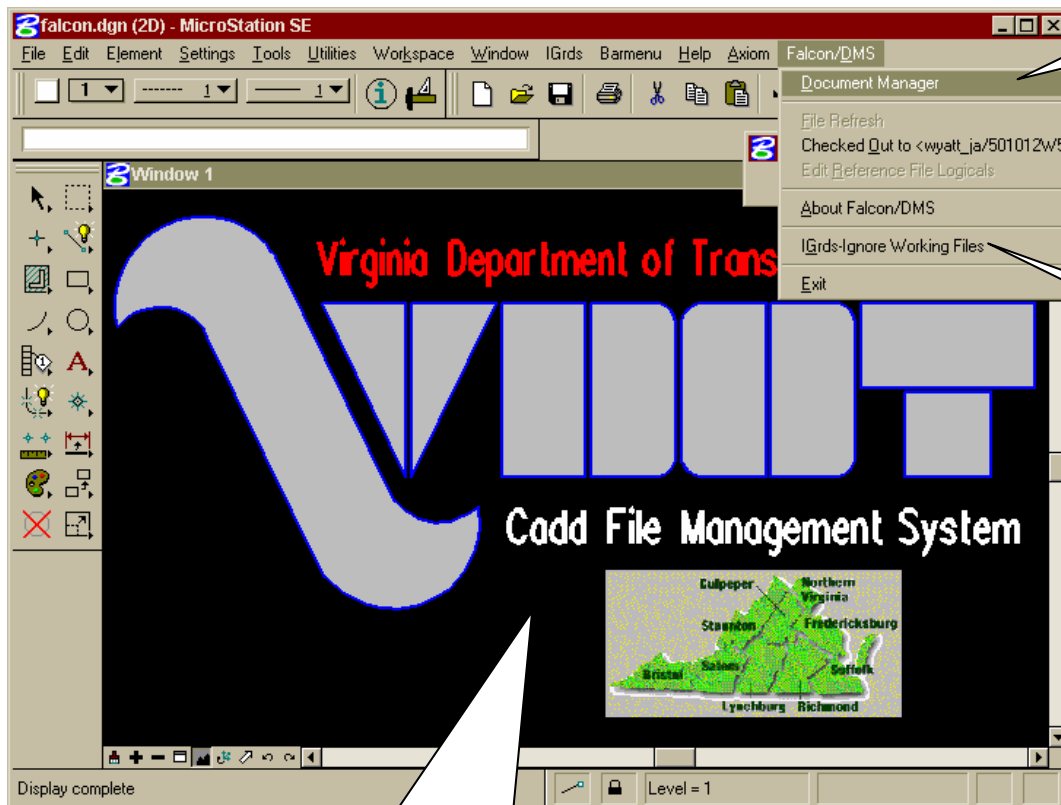 falcon.dgn (2D) - MicroStation SE
File Edit Element Settings Tools Utilities Workspace Window IGrds Barmenu Help Axiom Falcon/DMS
1 1 1
Document Manager
File Refresh
Checked Out to <wyatt_ja/501012W5
Edit Reference File Logicals
About Falcon/DMS
IGrds-Ignore Working Files
Exit
Window 1
Virginia Department of Trans
VDOT
Cadd File Management System
Culpeper
Northern
Virginia
Staunton
Fredericksburg
Salem
Bristol
Suffolk
Lynchburg Richmond
Display complete
Level = 1